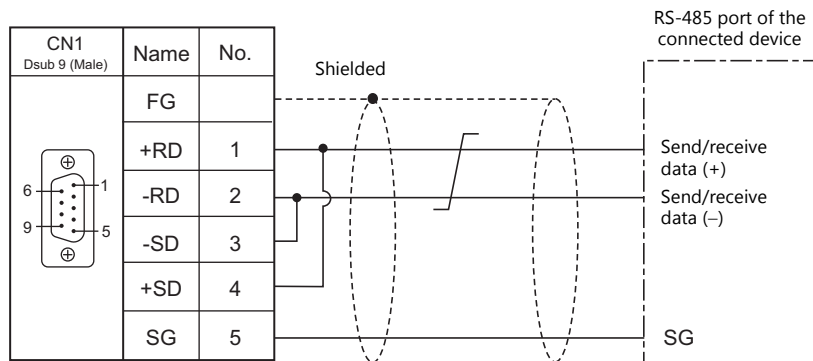 RS-485 port of the
connected device
CN1
Dsub 9 (Male)
Name
No.
Shielded
FG
+RD
1
Send/receive
data (+)
6
1
-RD
2
Send/receive
data (–)
9
5
-SD
3
+SD
4
SG
5
SG